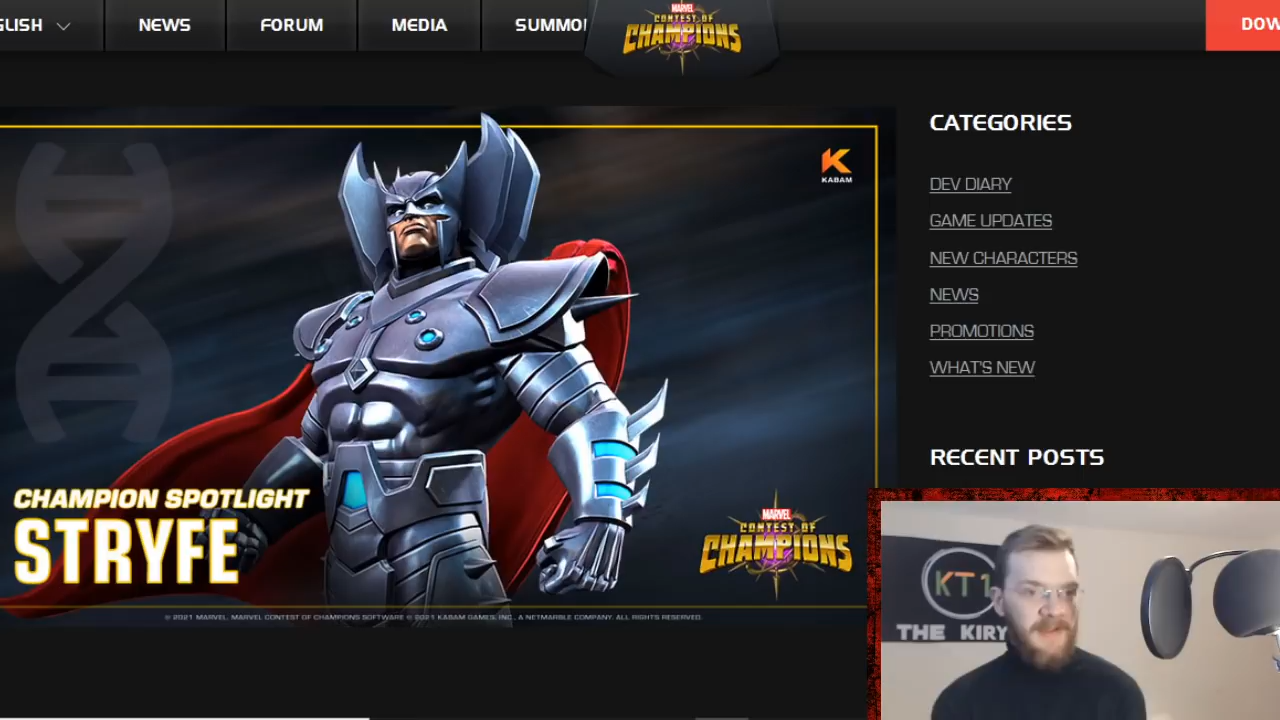 GLISH
NEWS
FORUM
MEDIA
SUMMO
MARVEL
CONTEST OF
CHAMPIONS
DOW
CATEGORIES
DEV DIARY
GAME UPDATES
NEW CHARACTERS
NEWS
PROMOTIONS
WHAT'S NEW
RECENT POSTS
K
KABAM
CHAMPION SPOTLIGHT
STRYFE
MARVEL
CONTEST OF
CHAMPIONS
© 2021 MARVEL. MARVEL CONTEST OF CHAMPIONS SOFTWARE © 2021 KABAM GAMES, INC., A NETMARBLE COMPANY. ALL RIGHTS RESERVED.
KT1
THE KIRY